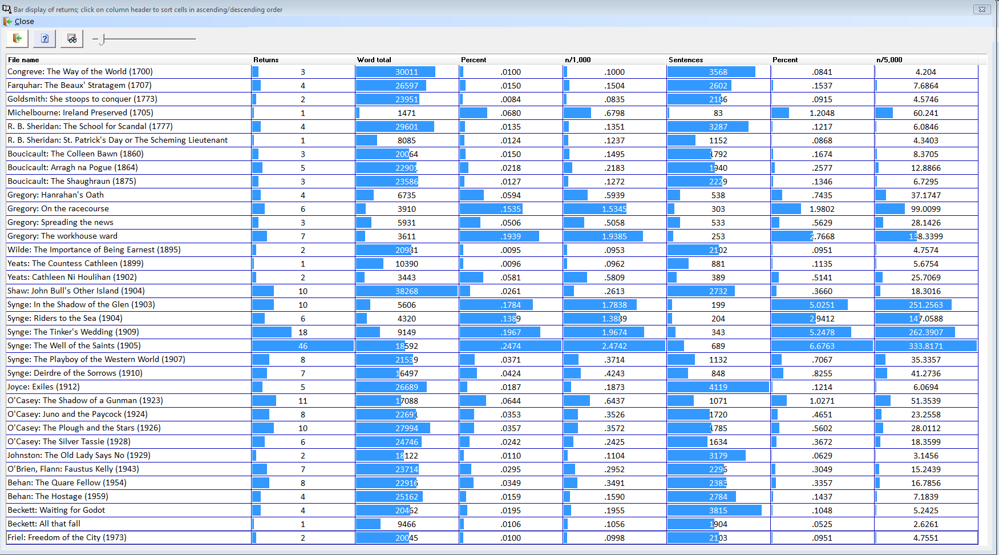 Bar display of returns; click on column header to sort cells in ascending/descending order
Close
File name Returns Word total Percent n/1,000 Sentences Percent n/5,000
Congreve: The Way of the World (1700) 3 30011 .0100 .1000 3568 .0841 4.204
Farquhar: The Beaux' Stratagem (1707) 4 26597 .0150 .1504 2602 .1537 7.6864
Goldsmith: She stoops to conquer (1773) 2 23951 .0084 .0835 2186 .0915 4.5746
Michelbourne: Ireland Preserved (1705) 1 1471 .0680 .6798 83 1.2048 60.241
R. B. Sheridan: The School for Scandal (1777) 4 29601 .0135 .1351 3287 .1217 6.0846
R. B. Sheridan: St. Patrick's Day or The Scheming Lieutenant 1 8085 .0124 .1237 1152 .0868 4.3403
Boucicault: The Colleen Bawn (1860) 3 20064 .0150 .1495 1792 .1674 8.3705
Boucicault: Arragh na Pogue (1864) 5 22901 .0218 .2183 1940 .2577 12.8866
Boucicault: The Shaughraun (1875) 3 23586 .0127 .1272 2229 .1346 6.7295
Gregory: Hanrahan's Oath 4 6735 .0594 .5939 538 .7435 37.1747
Gregory: On the racecourse 6 3910 .1535 1.5345 303 1.9802 99.0099
Gregory: Spreading the news 3 5931 .0506 .5058 533 .5629 28.1426
Gregory: The workhouse ward 7 3611 .1939 1.9385 253 2.7668 138.3399
Wilde: The Importance of Being Earnest (1895) 2 20981 .0095 .0953 2102 .0951 4.7574
Yeats: The Countess Cathleen (1899) 1 10390 .0096 .0962 881 .1135 5.6754
Yeats: Cathleen Ni Houlihan (1902) 2 3443 .0581 .5809 389 .5141 25.7069
Shaw: John Bull's Other Island (1904) 10 38268 .0261 .2613 2732 .3660 18.3016
Synge: In the Shadow of the Glen (1903) 10 5606 .1784 1.7838 199 5.0251 251.2563
Synge: Riders to the Sea (1904) 6 4320 .1389 1.3889 204 2.9412 147.0588
Synge: The Tinker's Wedding (1909) 18 9149 .1967 1.9674 343 5.2478 262.3907
Synge: The Well of the Saints (1905) 46 18592 .2474 2.4742 689 6.6763 333.8171
Synge: The Playboy of the Western World (1907) 8 21539 .0371 .3714 1132 .7067 35.3357
Synge: Deirdre of the Sorrows (1910) 7 16497 .0424 .4243 848 .8255 41.2736
Joyce: Exiles (1912) 5 26689 .0187 .1873 4119 .1214 6.0694
O'Casey: The Shadow of a Gunman (1923) 11 17088 .0644 .6437 1071 1.0271 51.3539
O'Casey: Juno and the Paycock (1924) 8 22691 .0353 .3526 1720 .4651 23.2558
O'Casey: The Plough and the Stars (1926) 10 27994 .0357 .3572 1785 .5602 28.0112
O'Casey: The Silver Tassie (1928) 6 24746 .0242 .2425 1634 .3672 18.3599
Johnston: The Old Lady Says No (1929) 2 18122 .0110 .1104 3179 .0629 3.1456
O'Brien, Flann: Faustus Kelly (1943) 7 23714 .0295 .2952 2296 .3049 15.2439
Behan: The Quare Fellow (1954) 8 22916 .0349 .3491 2383 .3357 16.7856
Behan: The Hostage (1959) 4 25162 .0159 .1590 2784 .1437 7.1839
Beckett: Waiting for Godot 4 20462 .0195 .1955 3815 .1048 5.2425
Beckett: All that fall 1 9466 .0106 .1056 1904 .0525 2.6261
Friel: Freedom of the City (1973) 2 20045 .0100 .0998 2103 .0951 4.7551